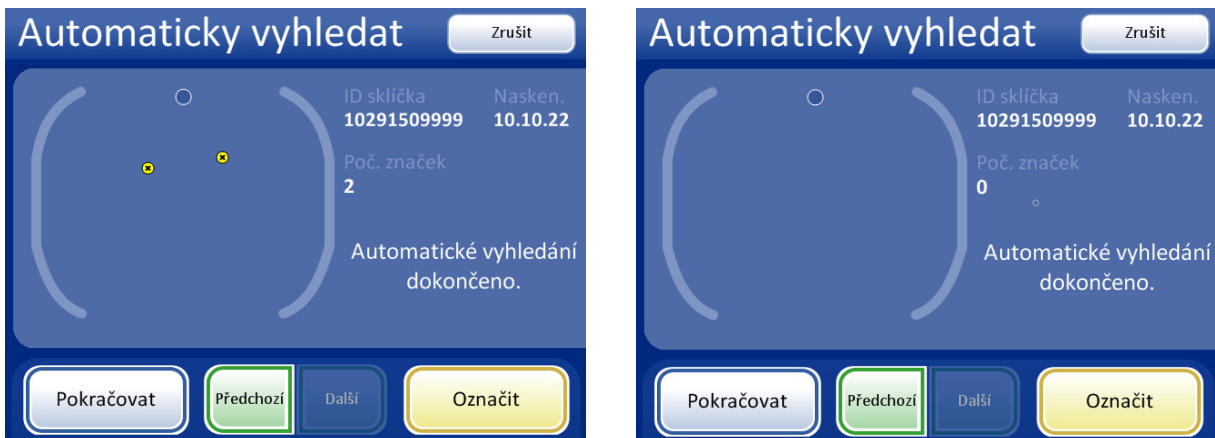 Automaticky vyhledat
Zrušit
ID sklíčka
Nasken.
10291509999
10.10.22
Poč. značek
2
Automatické vyhledání
dokončeno.
Pokračovat
Předchozí
Další
Označit
Automaticky vyhledat
Zrušit
ID sklíčka
Nasken.
10291509999
10.10.22
Poč. značek
0
Automatické vyhledání
dokončeno.
Pokračovat
Předchozí
Další
Označit